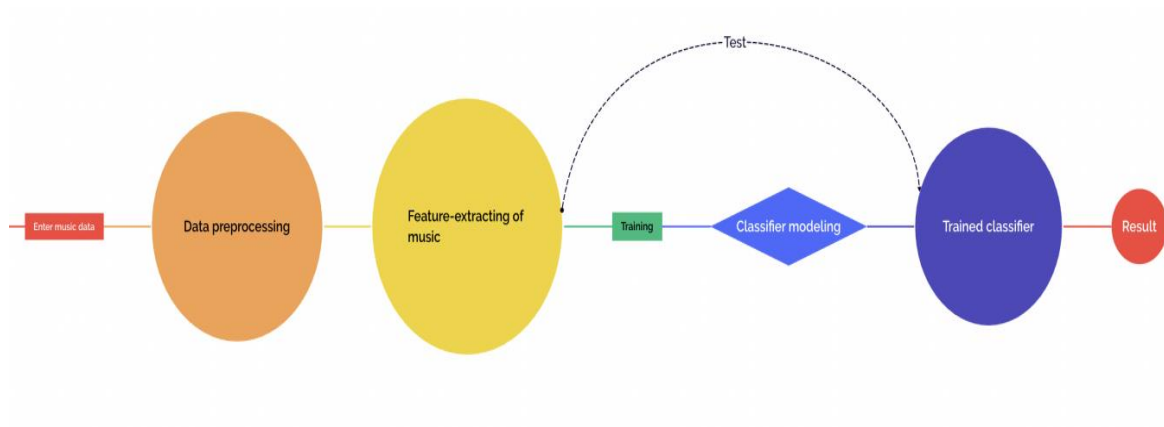 Test
Enter music data
Data preprocessing
Feature-extracting of
music
Training
Classifier modeling
Trained classifier
Result